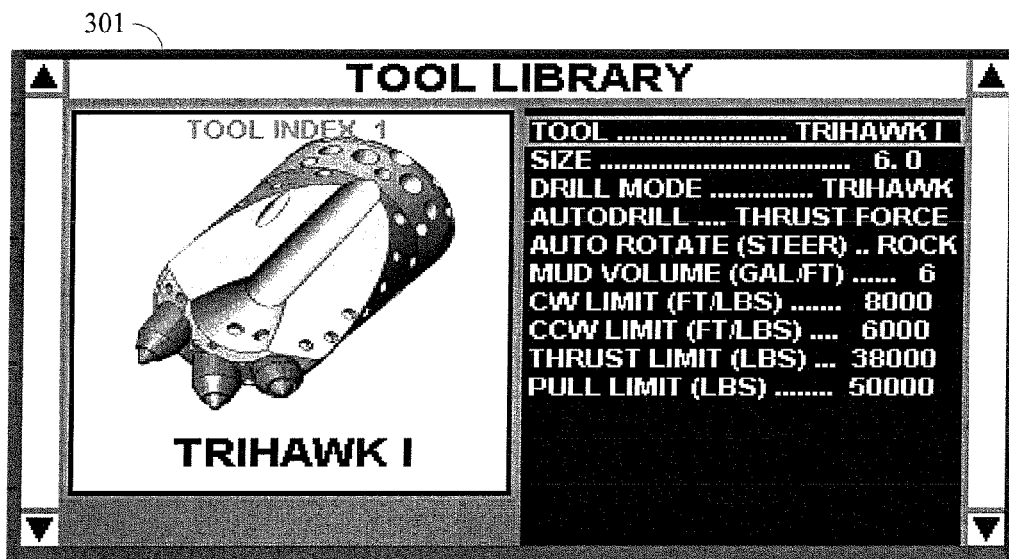 301
TOOL LIBRARY
TOOL INDEX 1
TRIHAWK I
TOOL ....................... TRIHAWK I
SIZE .................................. 6.0
DRILL MODE .............. TRIHAWK
AUTODRILL .... THRUST FORCE
AUTO ROTATE (STEER) .. ROCK
MUD VOLUME (GAL/FT) ...... 6
CW LIMIT (FT/LBS) ....... 8000
CCW LIMIT (FT/LBS) .... 6000
THRUST LIMIT (LBS) ... 38000
PULL LIMIT (LBS) ........ 50000